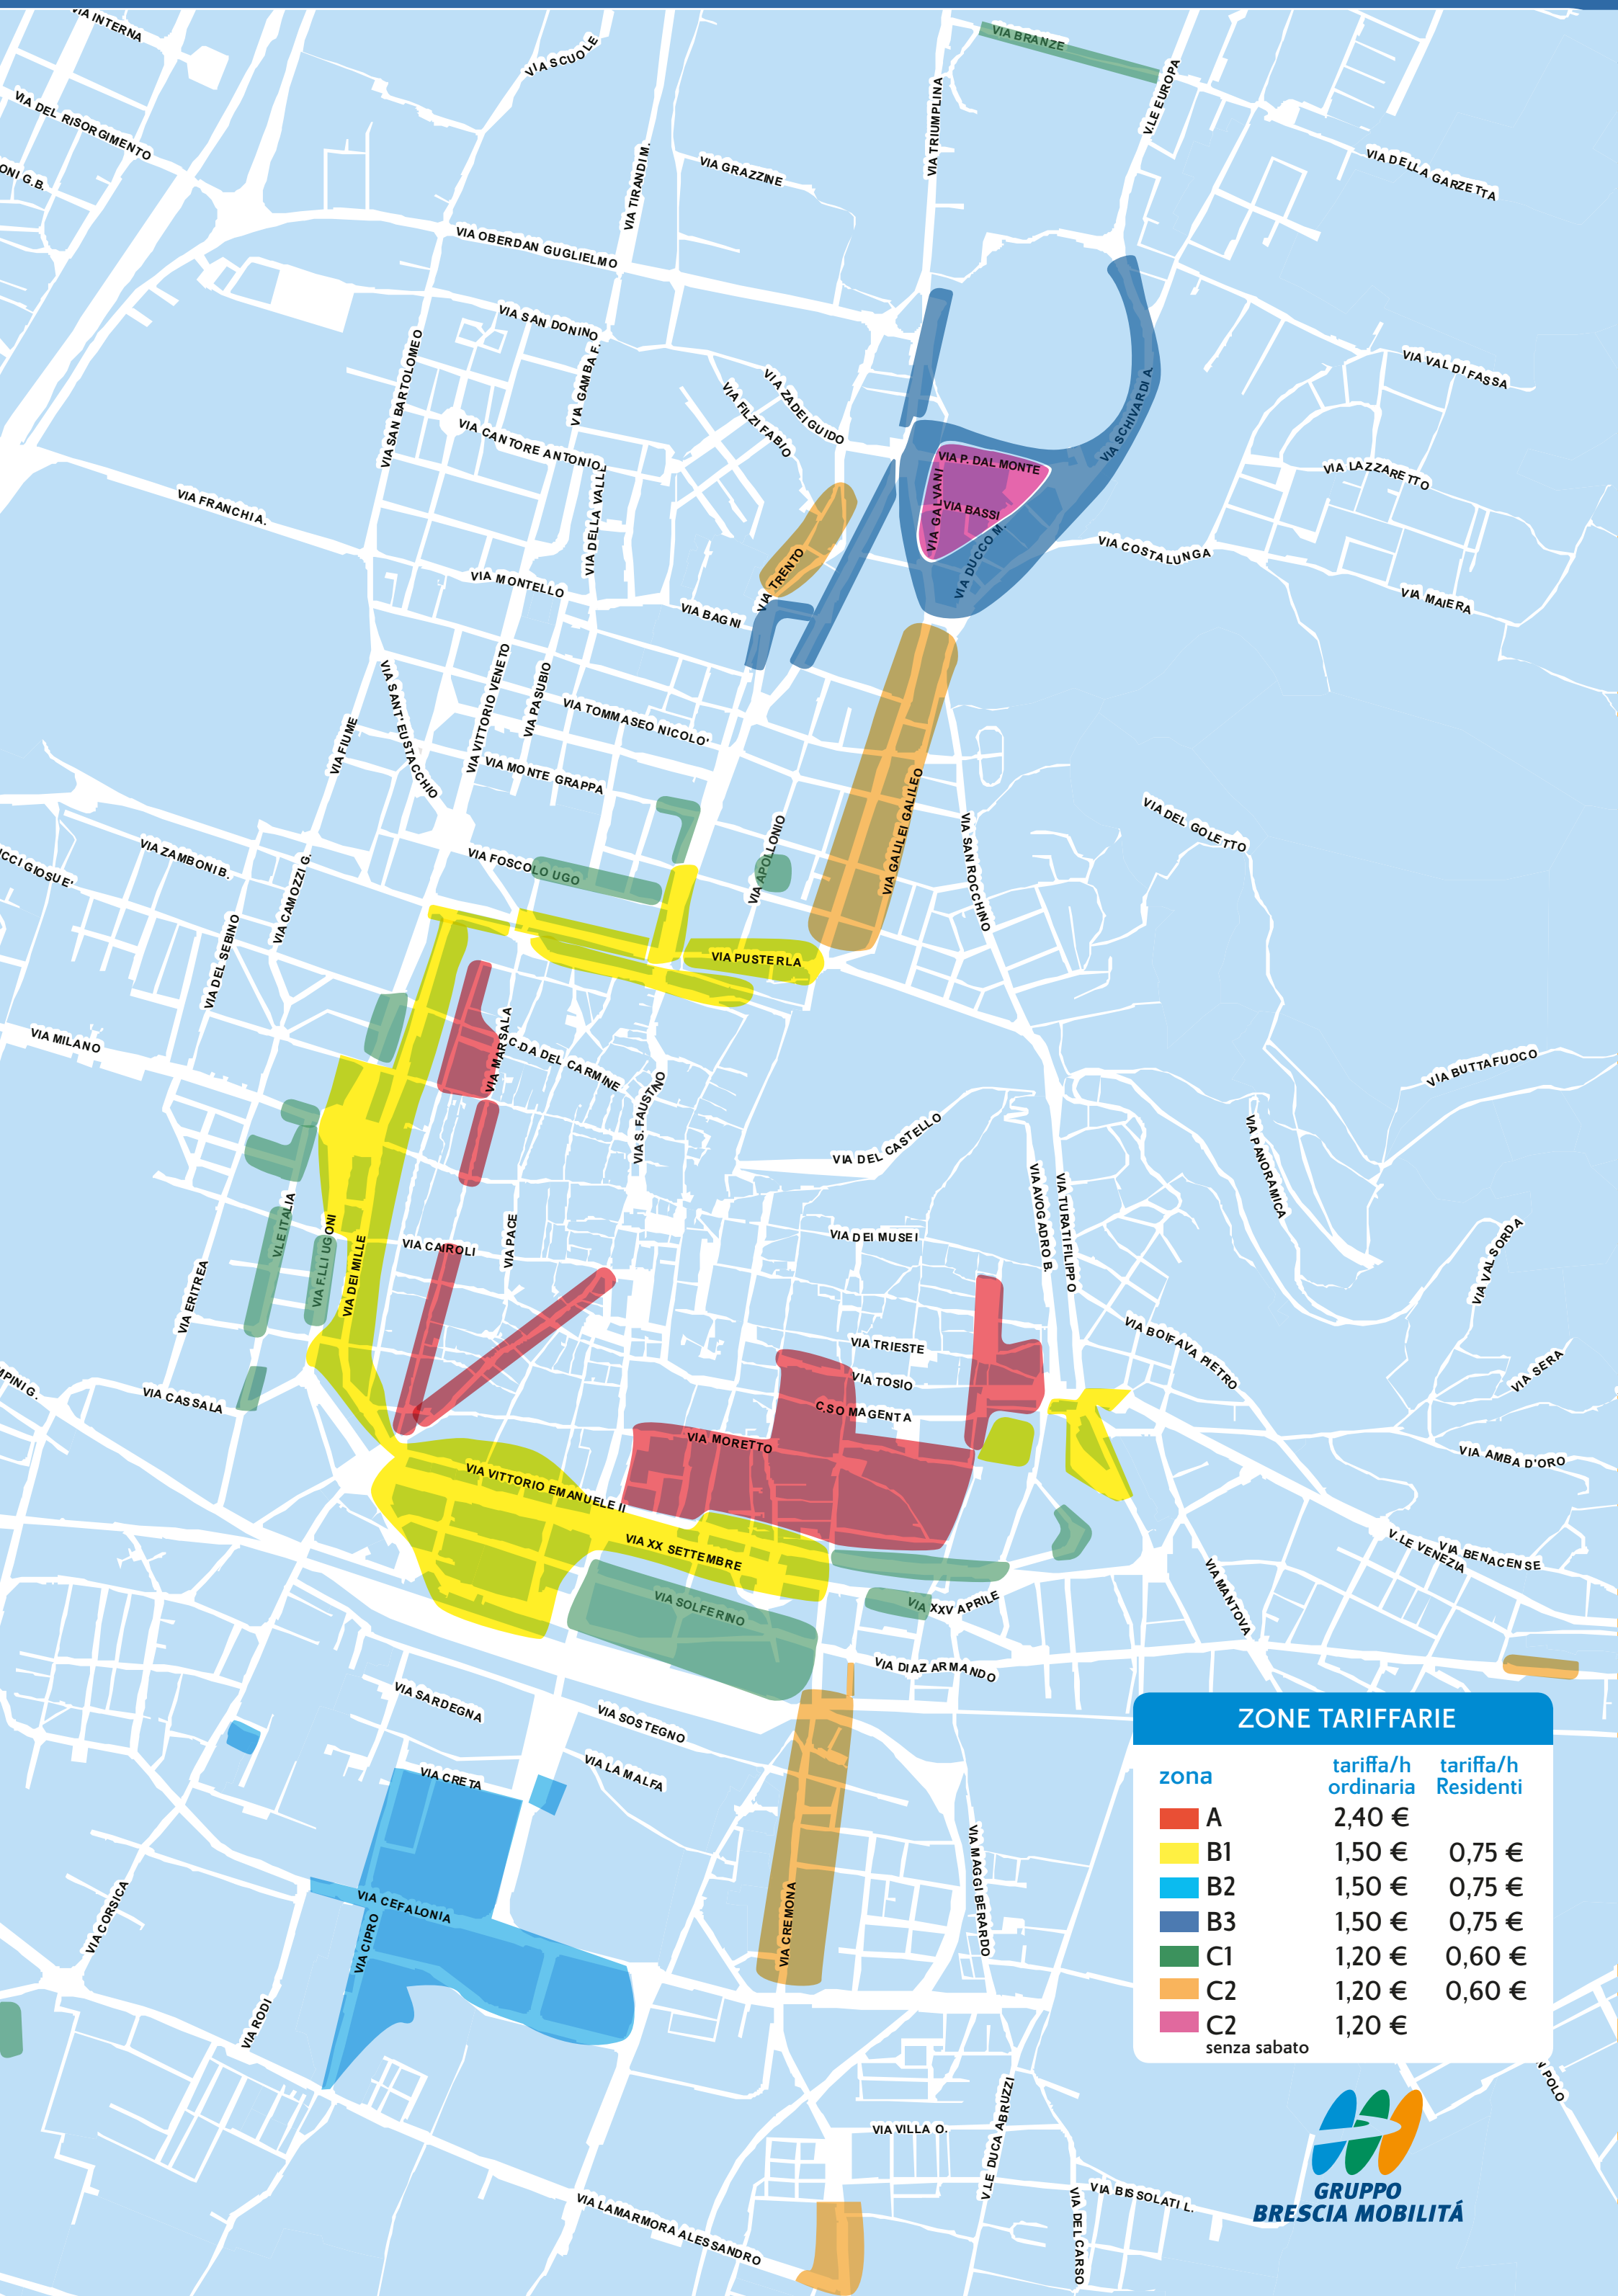 VIA INTERNA
VIA SCUOLE
VIA BRANZE
V.LE EUROPA
VIA TRIUMPLINA
VIA DEL RISORGIMENTO
VIA TIRANDI M.
VIA GRAZZINE
VIA DELLA GARZETTA
ONI G.B.
VIA OBERDAN GUGLIELMO
VIA SAN DONINO
VIA SAN BARTOLOMEO
VIA GAMBA F.
VIA ZADEI GUIDO
VIA FILZI FABIO
VIA SCHIVARDI A.
VIA VAL DI FASSA
VIA CANTORE ANTONIO
VIA P. DAL MONTE
VIA GALVANI
VIA BASSI
VIA DUCCO M.
VIA LAZZARETTO
VIA FRANCHI A.
VIA DELLA VALLE
VIA TRENTO
VIA COSTALUNGA
VIA MONTELLO
VIA BAGNI
VIA MAIERA
VIA SANT' EUSTACCHIO
VIA VITTORIO VENETO
VIA PASUBIO
VIA TOMMASEO NICOLO'
VIA FIUME
VIA MONTE GRAPPA
VIA GALILEI GALILEO
VIA SAN ROCCHINO
VIA DEL GOLETTO
VIA APOLLONIO
VIA ZAMBONI B.
UCCI GIOSUE'
VIA FOSCOLO UGO
VIA CAMOZZI G.
VIA DEL SEBINO
VIA PUSTERLA
VIA MILANO
VIA MARSALA
C.DA DEL CARMINE
VIA S. FAUSTINO
VIA BUTTAFUOCO
VIA DEL CASTELLO
VIA PANORAMICA
VIA AVOGADRO B.
VIA TURATI FILIPPO
V.LE ITALIA
VIA F.LLI UGONI
VIA DEI MILLE
VIA CAIROLI
VIA PACE
VIA DEI MUSEI
VIA VALSORDA
VIA ERITREA
VIA BOIFAVA PIETRO
VIA TRIESTE
VIA TOSIO
VIA SERA
MPINI G.
VIA CASSALA
C.SO MAGENTA
VIA MORETTO
VIA AMBA D'ORO
VIA VITTORIO EMANUELE II
VIA XX SETTEMBRE
V.LE VENEZIA
VIA BENACENSE
VIA MANTOVA
VIA SOLFERINO
VIA XXV APRILE
VIA DIAZ ARMANDO
VIA SARDEGNA
VIA SOSTEGNO
VIA CRETA
VIA LA MALFA
VIA MAGGI BERARDO
VIA CREMONA
VIA CEFALONIA
VIA CIPRO
VIA CORSICA
VIA RODI
ZONE TARIFFARIE
zona tariffa/h ordinaria tariffa/h Residenti
A 2,40 €
B1 1,50 € 0,75 €
B2 1,50 € 0,75 €
B3 1,50 € 0,75 €
C1 1,20 € 0,60 €
C2 1,20 € 0,60 €
C2 1,20 €
senza sabato
N POLO
VIA VILLA O.
V.LE DUCA ABRUZZI
VIA BISSOLATI L.
VIA DEL CARSO
VIA LAMARMORA ALESSANDRO
GRUPPO
BRESCIA MOBILITÁ